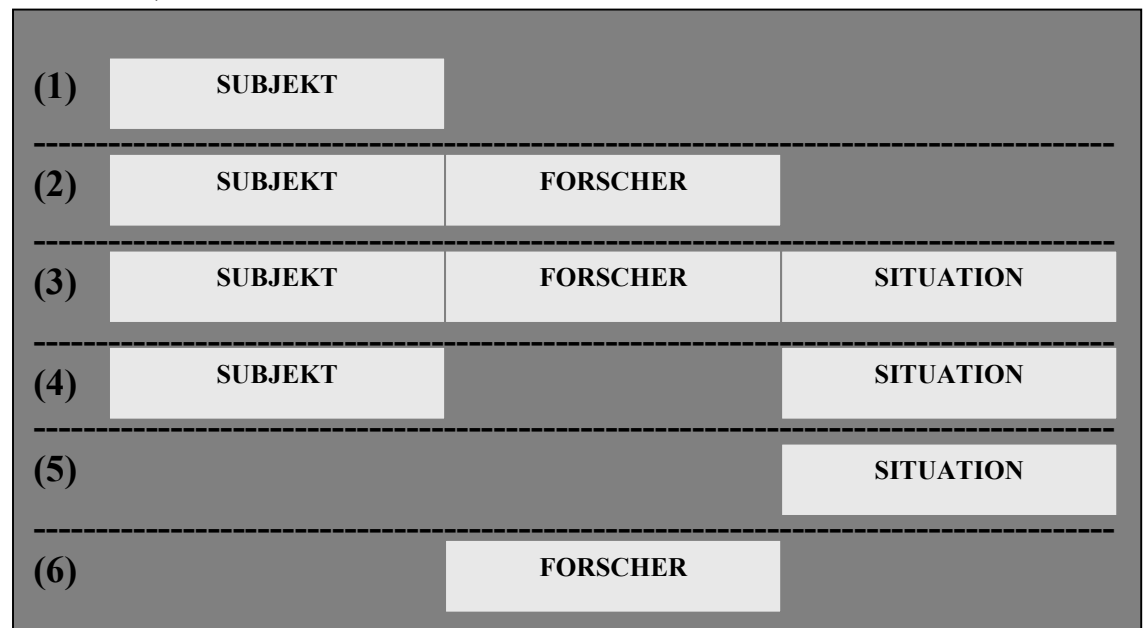 (1) SUBJEKT
(2) SUBJEKT FORSCHER
(3) SUBJEKT FORSCHER SITUATION
(4) SUBJEKT SITUATION
(5) SITUATION
(6) FORSCHER